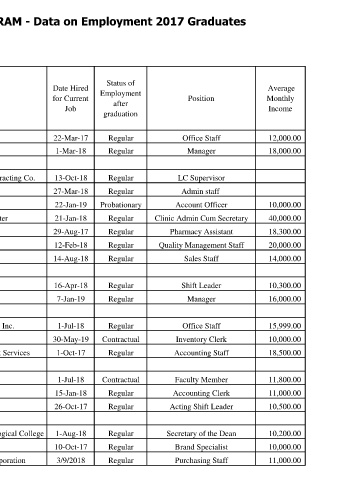 RAM - Data on Employment 2017 Graduates
Date Hired for Current Job Status of Employment after graduation Position Average Monthly Income
22-Mar-17 Regular Office Staff 12,000.00
1-Mar-18 Regular Manager 18,000.00
racting Co. 13-Oct-18 Regular LC Supervisor
27-Mar-18 Regular Admin staff
22-Jan-19 Probationary Account Officer 10,000.00
ter 21-Jan-18 Regular Clinic Admin Cum Secretary 40,000.00
29-Aug-17 Regular Pharmacy Assistant 18,300.00
12-Feb-18 Regular Quality Management Staff 20,000.00
14-Aug-18 Regular Sales Staff 14,000.00
16-Apr-18 Regular Shift Leader 10,300.00
7-Jan-19 Regular Manager 16,000.00
Inc. 1-Jul-18 Regular Office Staff 15,999.00
30-May-19 Contractual Inventory Clerk 10,000.00
Services 1-Oct-17 Regular Accounting Staff 18,500.00
1-Jul-18 Contractual Faculty Member 11,800.00
15-Jan-18 Regular Accounting Clerk 11,000.00
26-Oct-17 Regular Acting Shift Leader 10,500.00
ogical College 1-Aug-18 Regular Secretary of the Dean 10,200.00
10-Oct-17 Regular Brand Specialist 10,000.00
poration 3/9/2018 Regular Purchasing Staff 11,000.00